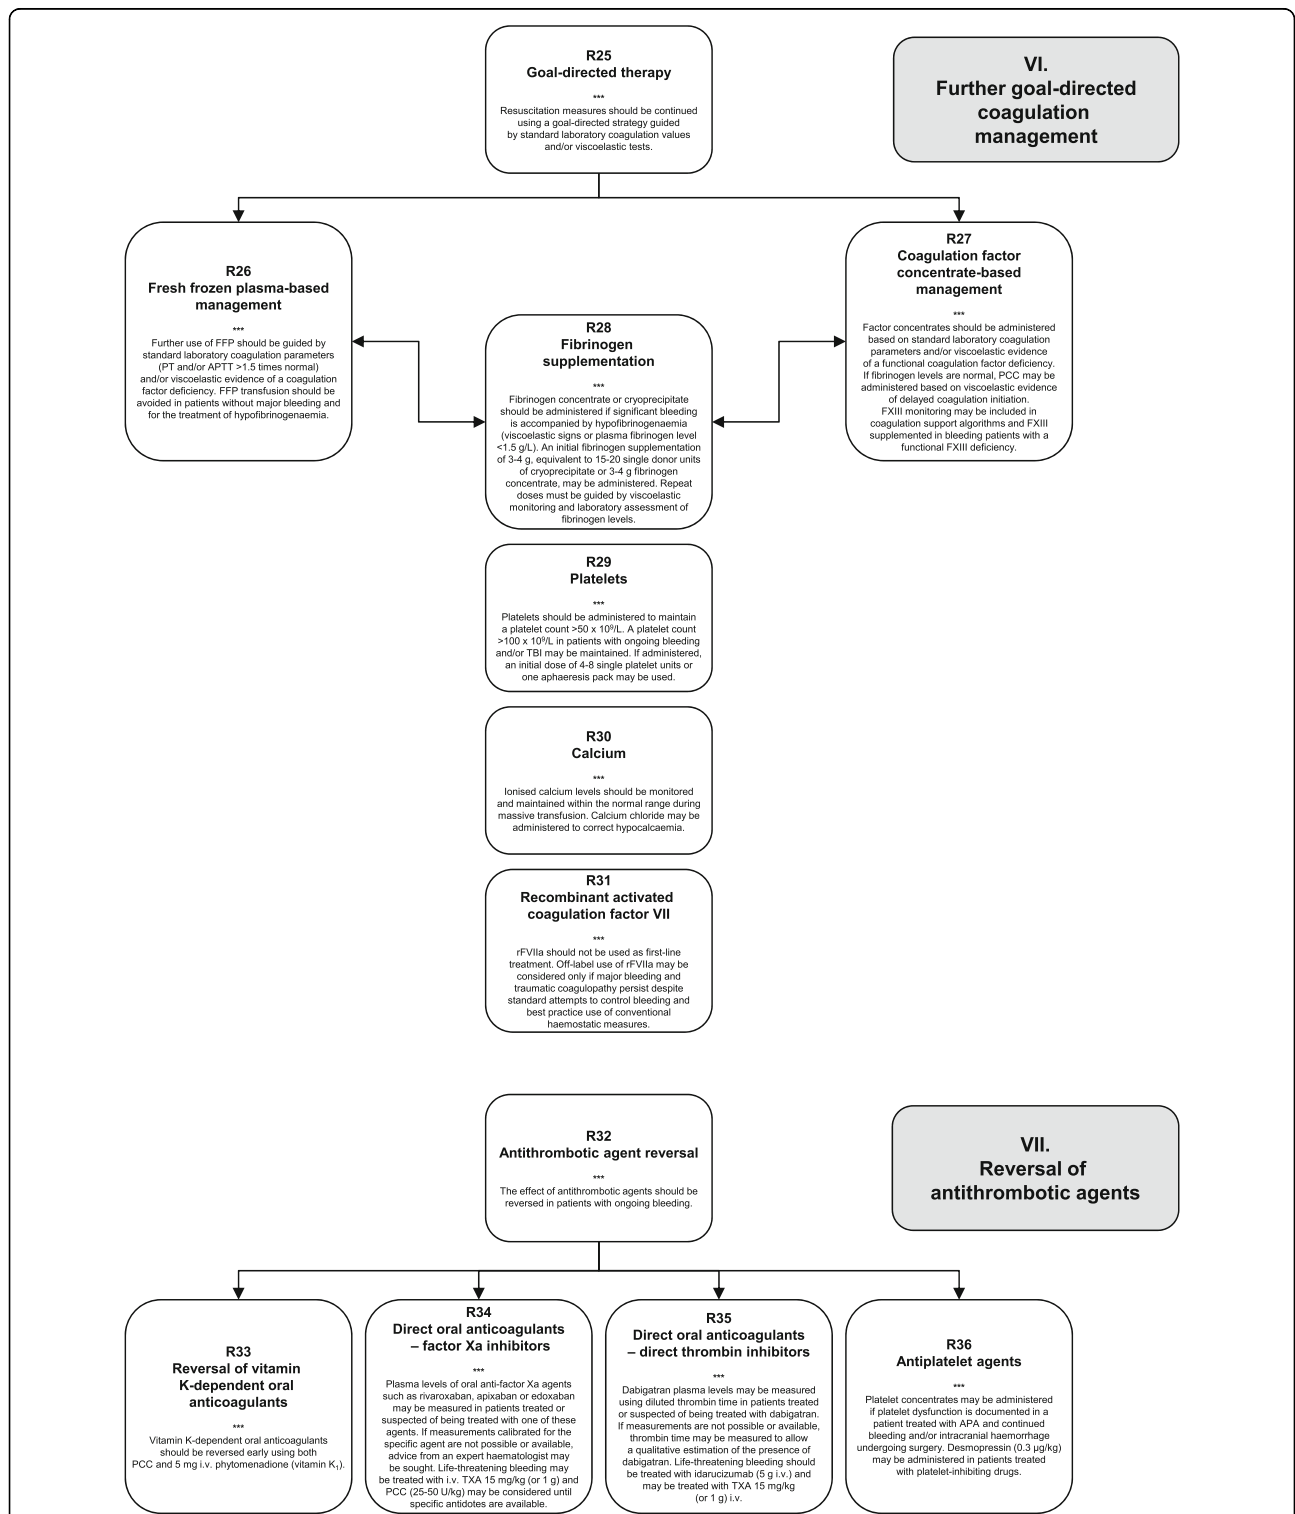 R25
Goal-directed therapy
***
Resuscitation measures should be continued
using a goal-directed strategy guided
by standard laboratory coagulation values
and/or viscoelastic tests.
VI.
Further goal-directed
coagulation
management
R26
Fresh frozen plasma-based
management
***
Further use of FFP should be guided by
standard laboratory coagulation parameters
(PT and/or APTT >1.5 times normal)
and/or viscoelastic evidence of a coagulation
factor deficiency. FFP transfusion should be
avoided in patients without major bleeding and
for the treatment of hypofibrinogenaemia.
R27
Coagulation factor
concentrate-based
management
***
Factor concentrates should be administered
based on standard laboratory coagulation
parameters and/or viscoelastic evidence
of a functional coagulation factor deficiency.
If fibrinogen levels are normal, PCC may be
administered based on viscoelastic evidence
of delayed coagulation initiation.
FXIII monitoring may be included in
coagulation support algorithms and FXIII
supplemented in bleeding patients with a
functional FXIII deficiency.
R28
Fibrinogen
supplementation
***
Fibrinogen concentrate or cryoprecipitate
should be administered if significant bleeding
is accompanied by hypofibrinogenaemia
(viscoelastic signs or plasma fibrinogen level
<1.5 g/L). An initial fibrinogen supplementation
of 3-4 g, equivalent to 15-20 single donor units
of cryoprecipitate or 3-4 g fibrinogen
concentrate, may be administered. Repeat
doses must be guided by viscoelastic
monitoring and laboratory assessment of
fibrinogen levels.
R29
Platelets
***
Platelets should be administered to maintain
a platelet count >50 x 10⁹/L. A platelet count
>100 x 10⁹/L in patients with ongoing bleeding
and/or TBI may be maintained. If administered,
an initial dose of 4-8 single platelet units or
one aphaeresis pack may be used.
R30
Calcium
***
Ionised calcium levels should be monitored
and maintained within the normal range during
massive transfusion. Calcium chloride may be
administered to correct hypocalcaemia.
R31
Recombinant activated
coagulation factor VII
***
rFVIIa should not be used as first-line
treatment. Off-label use of rFVIIa may be
considered only if major bleeding and
traumatic coagulopathy persist despite
standard attempts to control bleeding and
best practice use of conventional
haemostatic measures.
R32
Antithrombotic agent reversal
***
The effect of antithrombotic agents should be
reversed in patients with ongoing bleeding.
VII.
Reversal of
antithrombotic agents
R33
Reversal of vitamin
K-dependent oral
anticoagulants
***
Vitamin K-dependent oral anticoagulants
should be reversed early using both
PCC and 5 mg i.v. phytomenadione (vitamin K₁).
R34
Direct oral anticoagulants
– factor Xa inhibitors
***
Plasma levels of oral anti-factor Xa agents
such as rivaroxaban, apixaban or edoxaban
may be measured in patients treated or
suspected of being treated with one of these
agents. If measurements calibrated for the
specific agent are not possible or available,
advice from an expert haematologist may
be sought. Life-threatening bleeding may
be treated with i.v. TXA 15 mg/kg (or 1 g) and
PCC (25-50 U/kg) may be considered until
specific antidotes are available.
R35
Direct oral anticoagulants
– direct thrombin inhibitors
***
Dabigatran plasma levels may be measured
using diluted thrombin time in patients treated
or suspected of being treated with dabigatran.
If measurements are not possible or available,
thrombin time may be measured to allow
a qualitative estimation of the presence of
dabigatran. Life-threatening bleeding should
be treated with idarucizumab (5 g i.v.) and
may be treated with TXA 15 mg/kg
(or 1 g) i.v.
R36
Antiplatelet agents
***
Platelet concentrates may be administered
if platelet dysfunction is documented in a
patient treated with APA and continued
bleeding and/or intracranial haemorrhage
undergoing surgery. Desmopressin (0.3 µg/kg)
may be administered in patients treated
with platelet-inhibiting drugs.